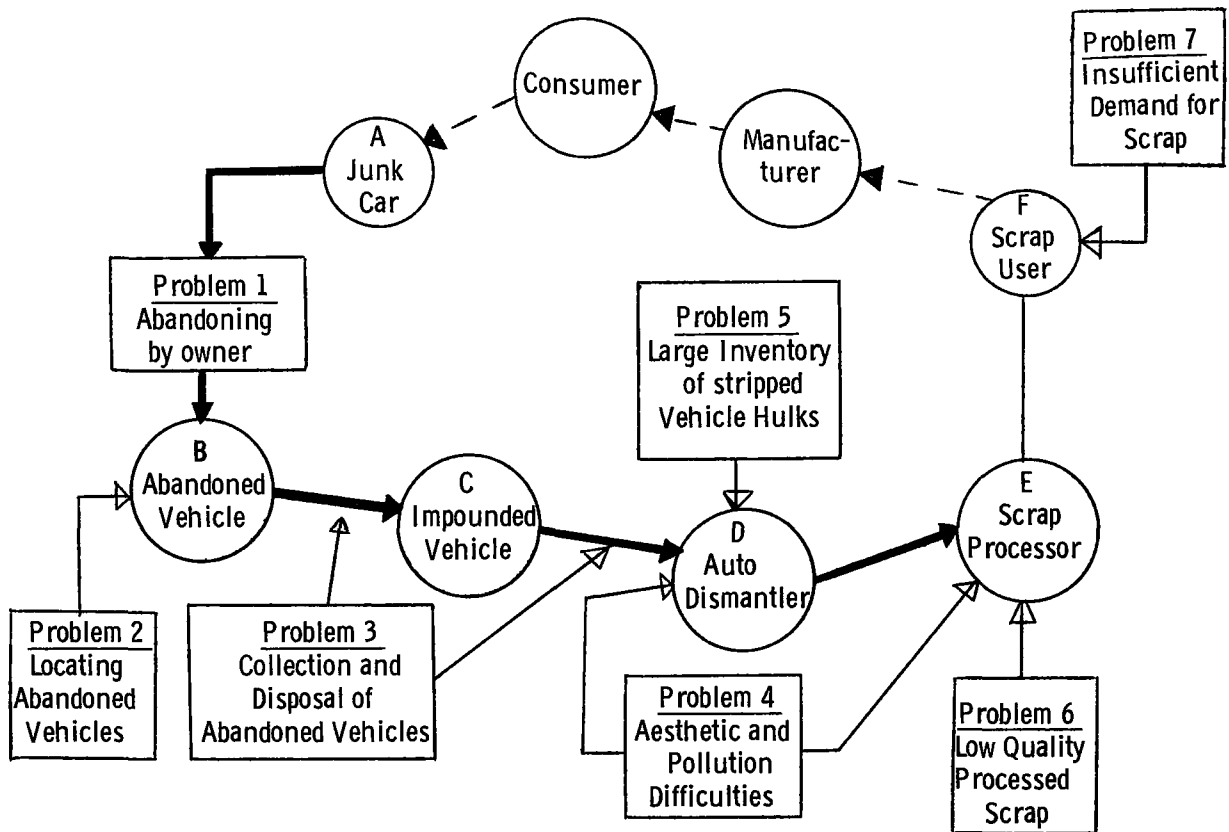 Consumer
Manufac-
turer
Problem 7
Insufficient
Demand for
Scrap
A
Junk
Car
F
Scrap
User
Problem 1
Abandoning
by owner
Problem 5
Large Inventory
of stripped
Vehicle Hulks
B
Abandoned
Vehicle
C
Impounded
Vehicle
D
Auto
Dismantler
E
Scrap
Processor
Problem 2
Locating
Abandoned
Vehicles
Problem 3
Collection and
Disposal of
Abandoned Vehicles
Problem 4
Aesthetic and
Pollution
Difficulties
Problem 6
Low Quality
Processed
Scrap